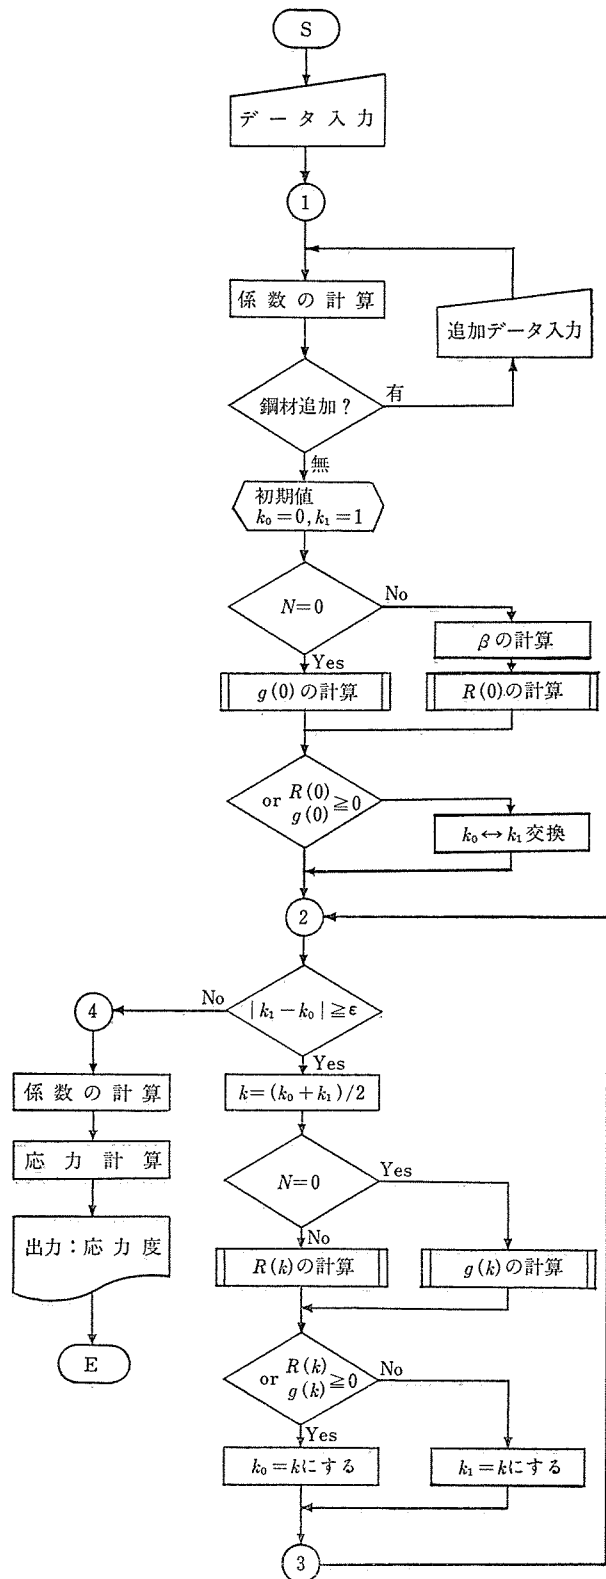 S
データ入力
1
係数の計算
追加データ入力
鋼材追加?
有
無
初期値
k₀=0, k₁=1
N=0
No
βの計算
Yes
g(0)の計算
R(0)の計算
or R(0)
g(0) ≧0
k₀↔k₁交換
2
|k₁-k₀|≧ε
No
4
Yes
係数の計算
k=(k₀+k₁)/2
応力計算
N=0
Yes
No
出力:応力度
R(k)の計算
g(k)の計算
E
or R(k)
g(k) ≧0
No
Yes
k₀=kにする
k₁=kにする
3